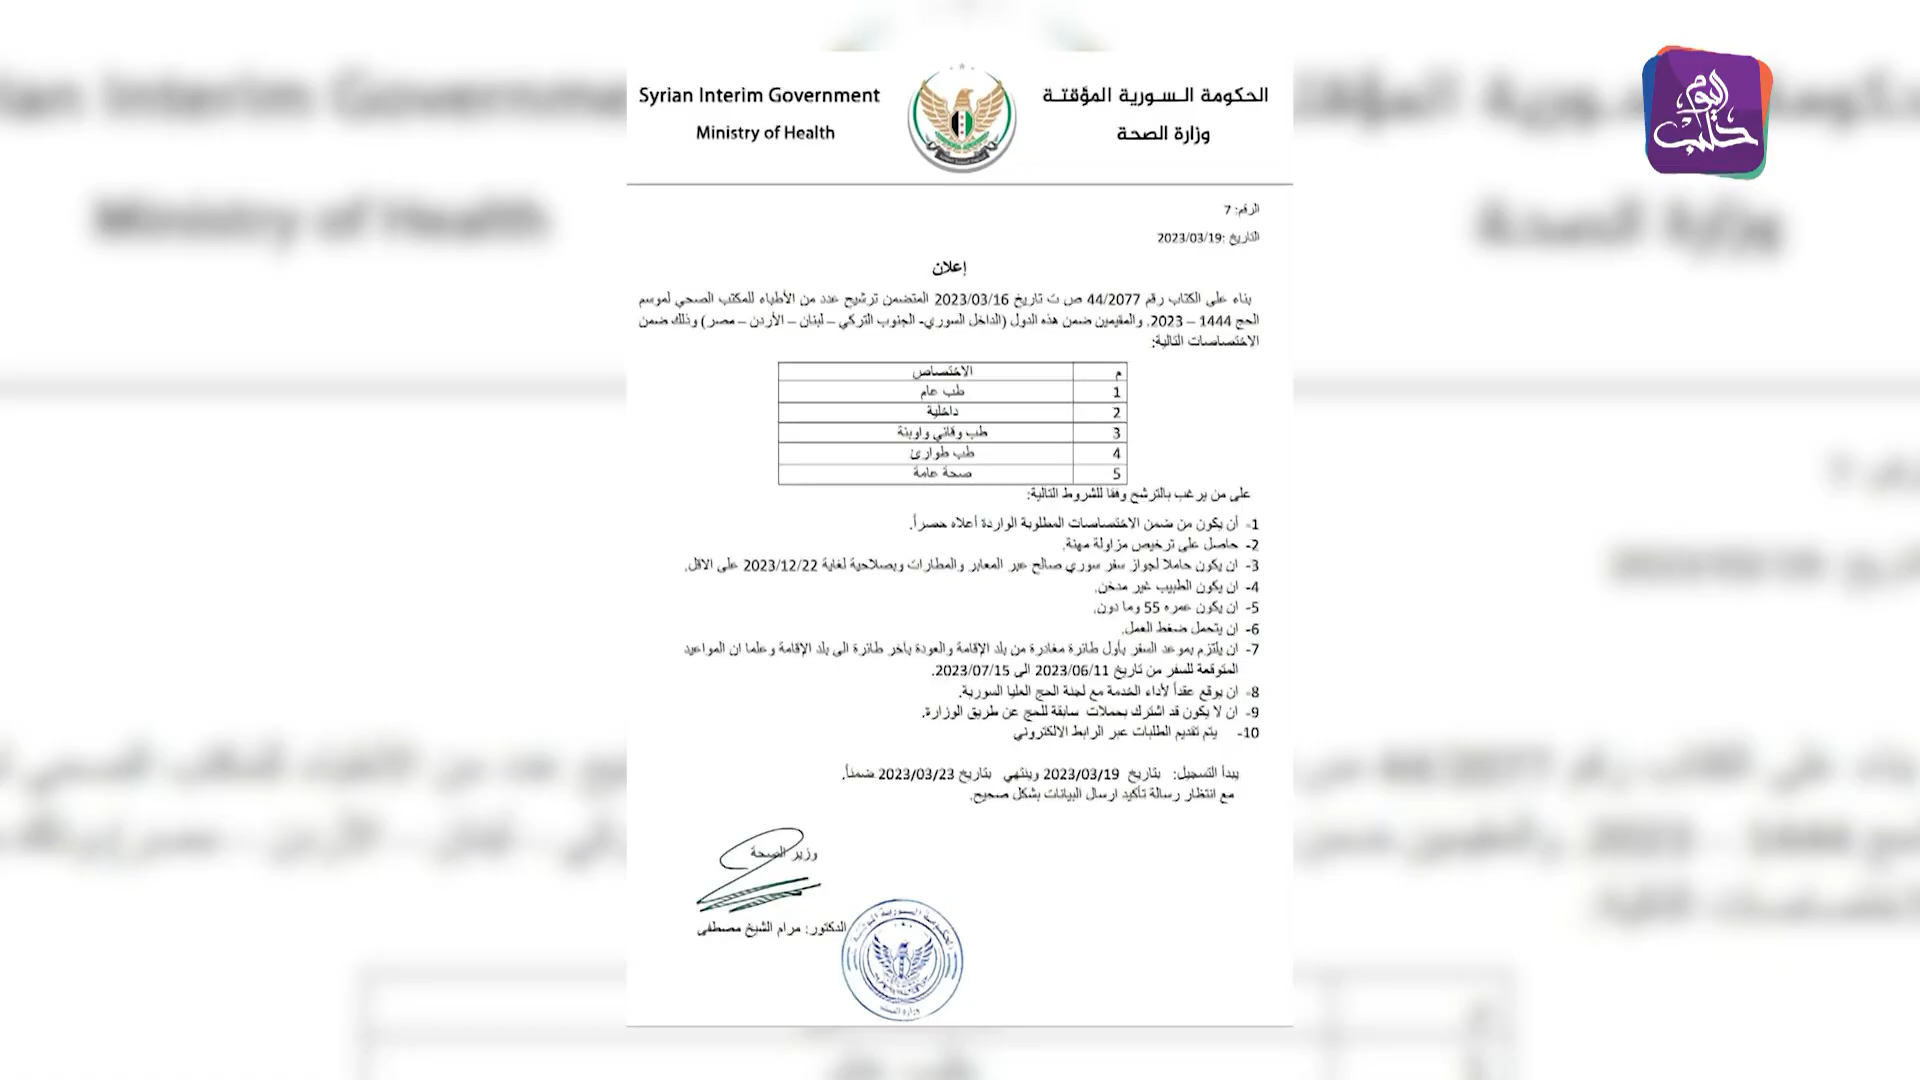 Syrian Interim Government
Ministry of Health
الحكومة السورية المؤقتة
وزارة الصحة
حلب اليوم
الرقم: 7
التاريخ :2023/03/19
إعلان
بناء على الكتاب رقم 44/2077 ص ت تاريخ 2023/03/16 المتضمن ترشيح عدد من الأطباء للمكتب الصحي لموسم
الحج 1444 – 2023. والمقيمين ضمن هذه الدول (الداخل السوري- الجنوب التركي – لبنان – الأردن – مصر) وذلك ضمن
الاختصاصات التالية:
م الاختصاص
1 طب عام
2 داخلية
3 طب وقائي واوبئة
4 طب طوارئ
5 صحة عامة
على من يرغب بالترشح وفقا للشروط التالية:
1- أن يكون من ضمن الاختصاصات المطلوبة الواردة أعلاه حصراً.
2- حاصل على ترخيص مزاولة مهنة.
3- ان يكون حاملا لجواز سفر سوري صالح عبر المعابر والمطارات وبصلاحية لغاية 2023/12/22 على الاقل.
4- ان يكون الطبيب غير مدخن.
5- ان يكون عمره 55 وما دون.
6- ان يتحمل ضغط العمل.
7- ان يلتزم بموعد السفر بأول طائرة مغادرة من بلد الإقامة والعودة بآخر طائرة الى بلد الإقامة وعلما ان المواعيد
المتوقعة للسفر من تاريخ 2023/06/11 الى 2023/07/15.
8- ان يوقع عقداً لأداء الخدمة مع لجنة الحج العليا السورية.
9- ان لا يكون قد اشترك بحملات سابقة للحج عن طريق الوزارة.
10- يتم تقديم الطلبات عبر الرابط الالكتروني
يبدأ التسجيل: بتاريخ 2023/03/19 وينتهي بتاريخ 2023/03/23 ضمناً.
مع انتظار رسالة تأكيد ارسال البيانات بشكل صحيح.
وزير الصحة
الدكتور: مرام الشيخ مصطفى
الحكومة السورية المؤقتة
وزارة الصحة